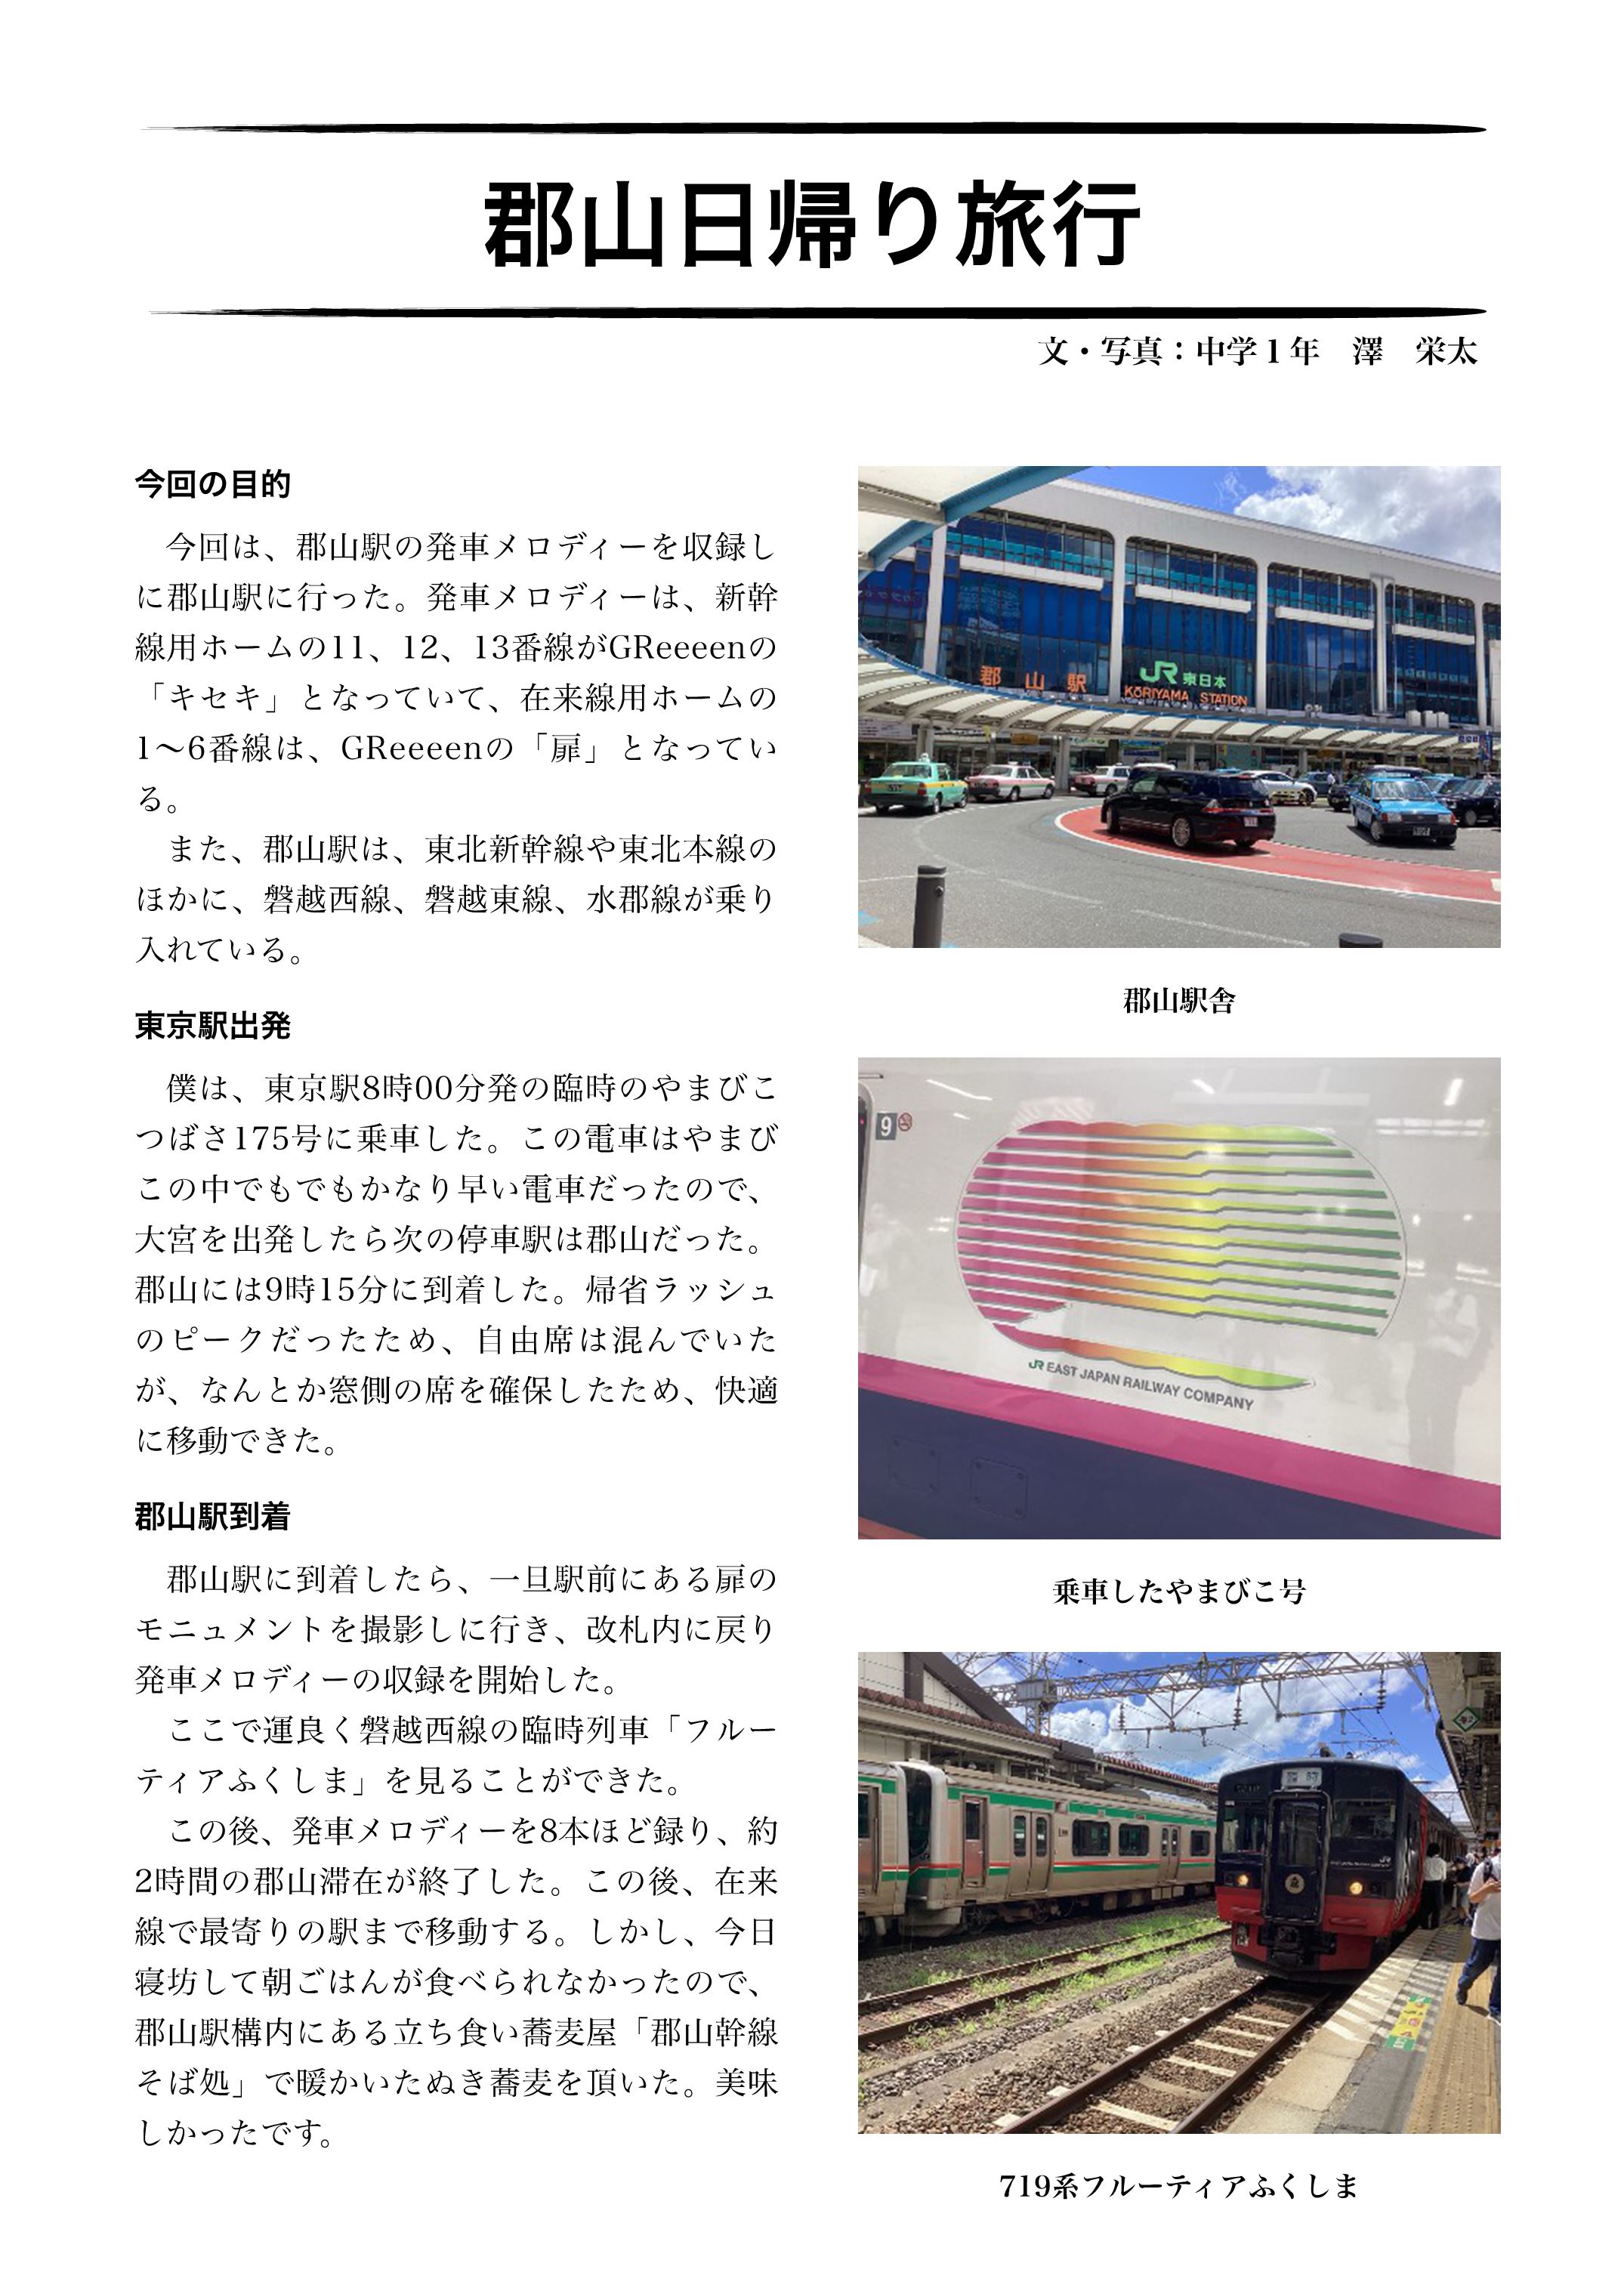 郡山日帰り旅行
文・写真：中学1年　澤　栄太
今回の目的
　今回は、郡山駅の発車メロディーを収録し
に郡山駅に行った。発車メロディーは、新幹
線用ホームの11、12、13番線がGReeeenの
「キセキ」となっていて、在来線用ホームの
1〜6番線は、GReeeenの「扉」となってい
る。
　また、郡山駅は、東北新幹線や東北本線の
ほかに、磐越西線、磐越東線、水郡線が乗り
入れている。
東京駅出発
　僕は、東京駅8時00分発の臨時のやまびこ
つばさ175号に乗車した。この電車はやまび
この中でもでもかなり早い電車だったので、
大宮を出発したら次の停車駅は郡山だった。
郡山には9時15分に到着した。帰省ラッシュ
のピークだったため、自由席は混んでいた
が、なんとか窓側の席を確保したため、快適
に移動できた。
郡山駅到着
　郡山駅に到着したら、一旦駅前にある扉の
モニュメントを撮影しに行き、改札内に戻り
発車メロディーの収録を開始した。
　ここで運良く磐越西線の臨時列車「フルー
ティアふくしま」を見ることができた。
　この後、発車メロディーを8本ほど録り、約
2時間の郡山滞在が終了した。この後、在来
線で最寄りの駅まで移動する。しかし、今日
寝坊して朝ごはんが食べられなかったので、
郡山駅構内にある立ち食い蕎麦屋「郡山幹線
そば処」で暖かいたぬき蕎麦を頂いた。美味
しかったです。
郡山駅
JR東日本
KORIYAMA STATION
郡山駅舎
9
JR EAST JAPAN RAILWAY COMPANY
乗車したやまびこ号
臨時
719系フルーティアふくしま